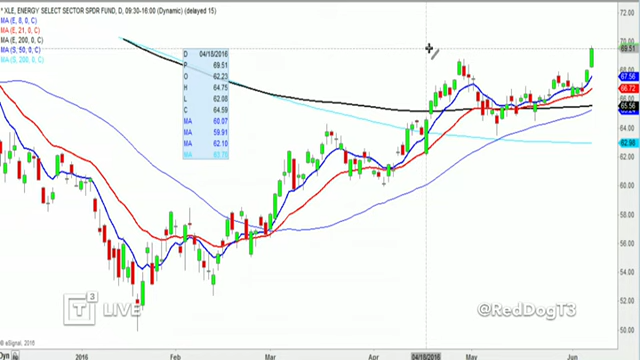 * XLE, ENERGY SELECT SECTOR SPDR FUND, D, 09:30-16:00 (Dynamic) (delayed 15)
MA (E, 8, 0, C)
MA (E, 21, 0, C)
MA (E, 200, 0, C)
MA (S, 50, 0, C)
MA (S, 200, 0, C)
D 04/18/2016
P 69.51
O 62.23
H 64.75
L 62.08
C 64.59
MA 60.07
MA 59.91
MA 62.10
MA
72.00
70.00
69.51
68.00
67.56
66.72
65.56
64.00
62.98
62.00
60.00
58.00
56.00
54.00
52.00
50.00
T3 LIVE
@RedDogT3
© eSignal, 2016
Dyn
2016
Feb
Mar
Apr
04/18/2016
May
Jun